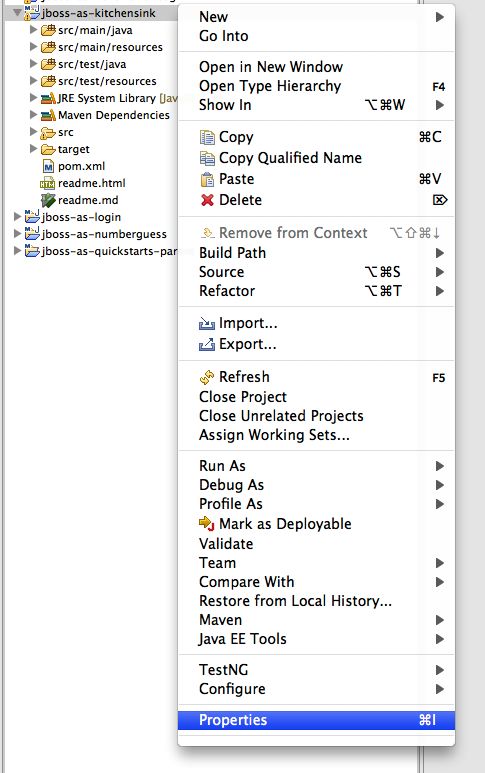 jboss-as-kitchensink
src/main/java
src/main/resources
src/test/java
src/test/resources
JRE System Library [Jav
Maven Dependencies
src
target
pom.xml
readme.html
readme.md
jboss-as-login
jboss-as-numberguess
jboss-as-quickstarts-par
New
Go Into
Open in New Window
Open Type Hierarchy F4
Show In ⌥⌘W
Copy ⌘C
Copy Qualified Name
Paste ⌘V
Delete ⌦
Remove from Context ⌥⇧⌘↓
Build Path
Source ⌥⌘S
Refactor ⌥⌘T
Import...
Export...
Refresh F5
Close Project
Close Unrelated Projects
Assign Working Sets...
Run As
Debug As
Profile As
Mark as Deployable
Validate
Team
Compare With
Restore from Local History...
Maven
Java EE Tools
TestNG
Configure
Properties ⌘I